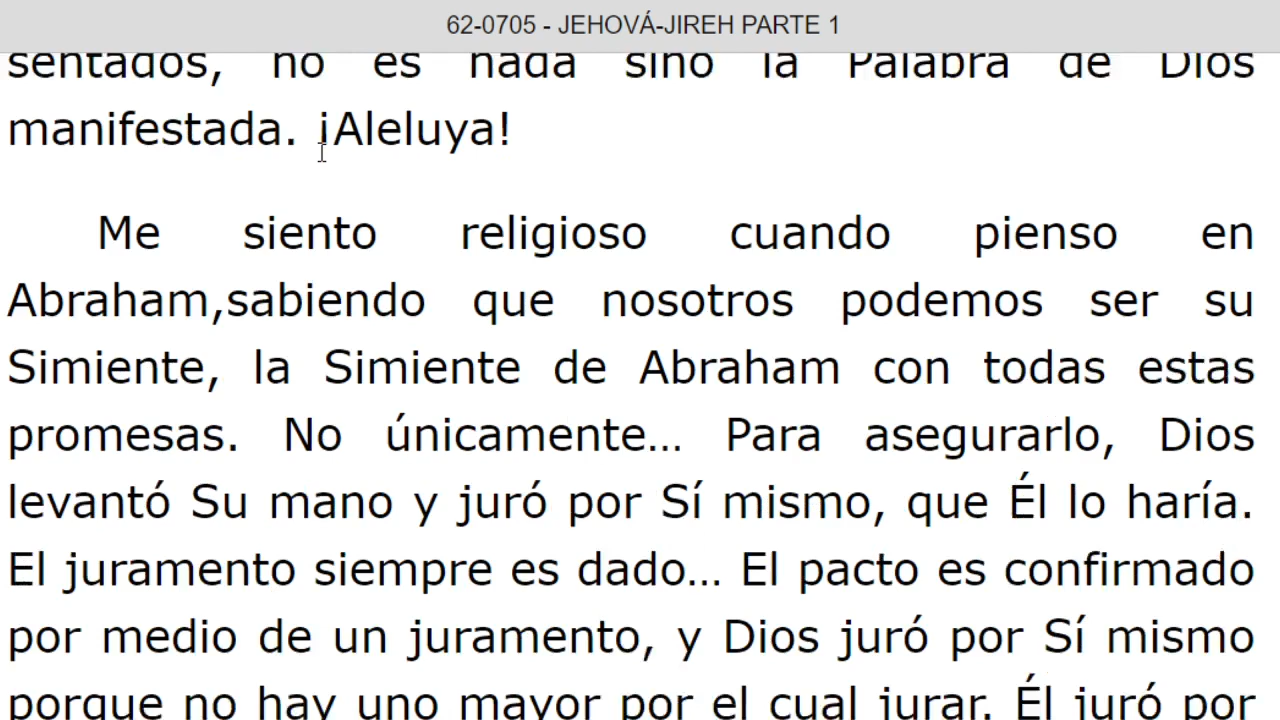 62-0705 - JEHOVÁ-JIREH PARTE 1
sentados, no es nada sino la Palabra de Dios
manifestada. ¡Aleluya!
Me siento religioso cuando pienso en
Abraham,sabiendo que nosotros podemos ser su
Simiente, la Simiente de Abraham con todas estas
promesas. No únicamente… Para asegurarlo, Dios
levantó Su mano y juró por Sí mismo, que Él lo haría.
El juramento siempre es dado… El pacto es confirmado
por medio de un juramento, y Dios juró por Sí mismo
porque no hay uno mayor por el cual jurar. Él juró por